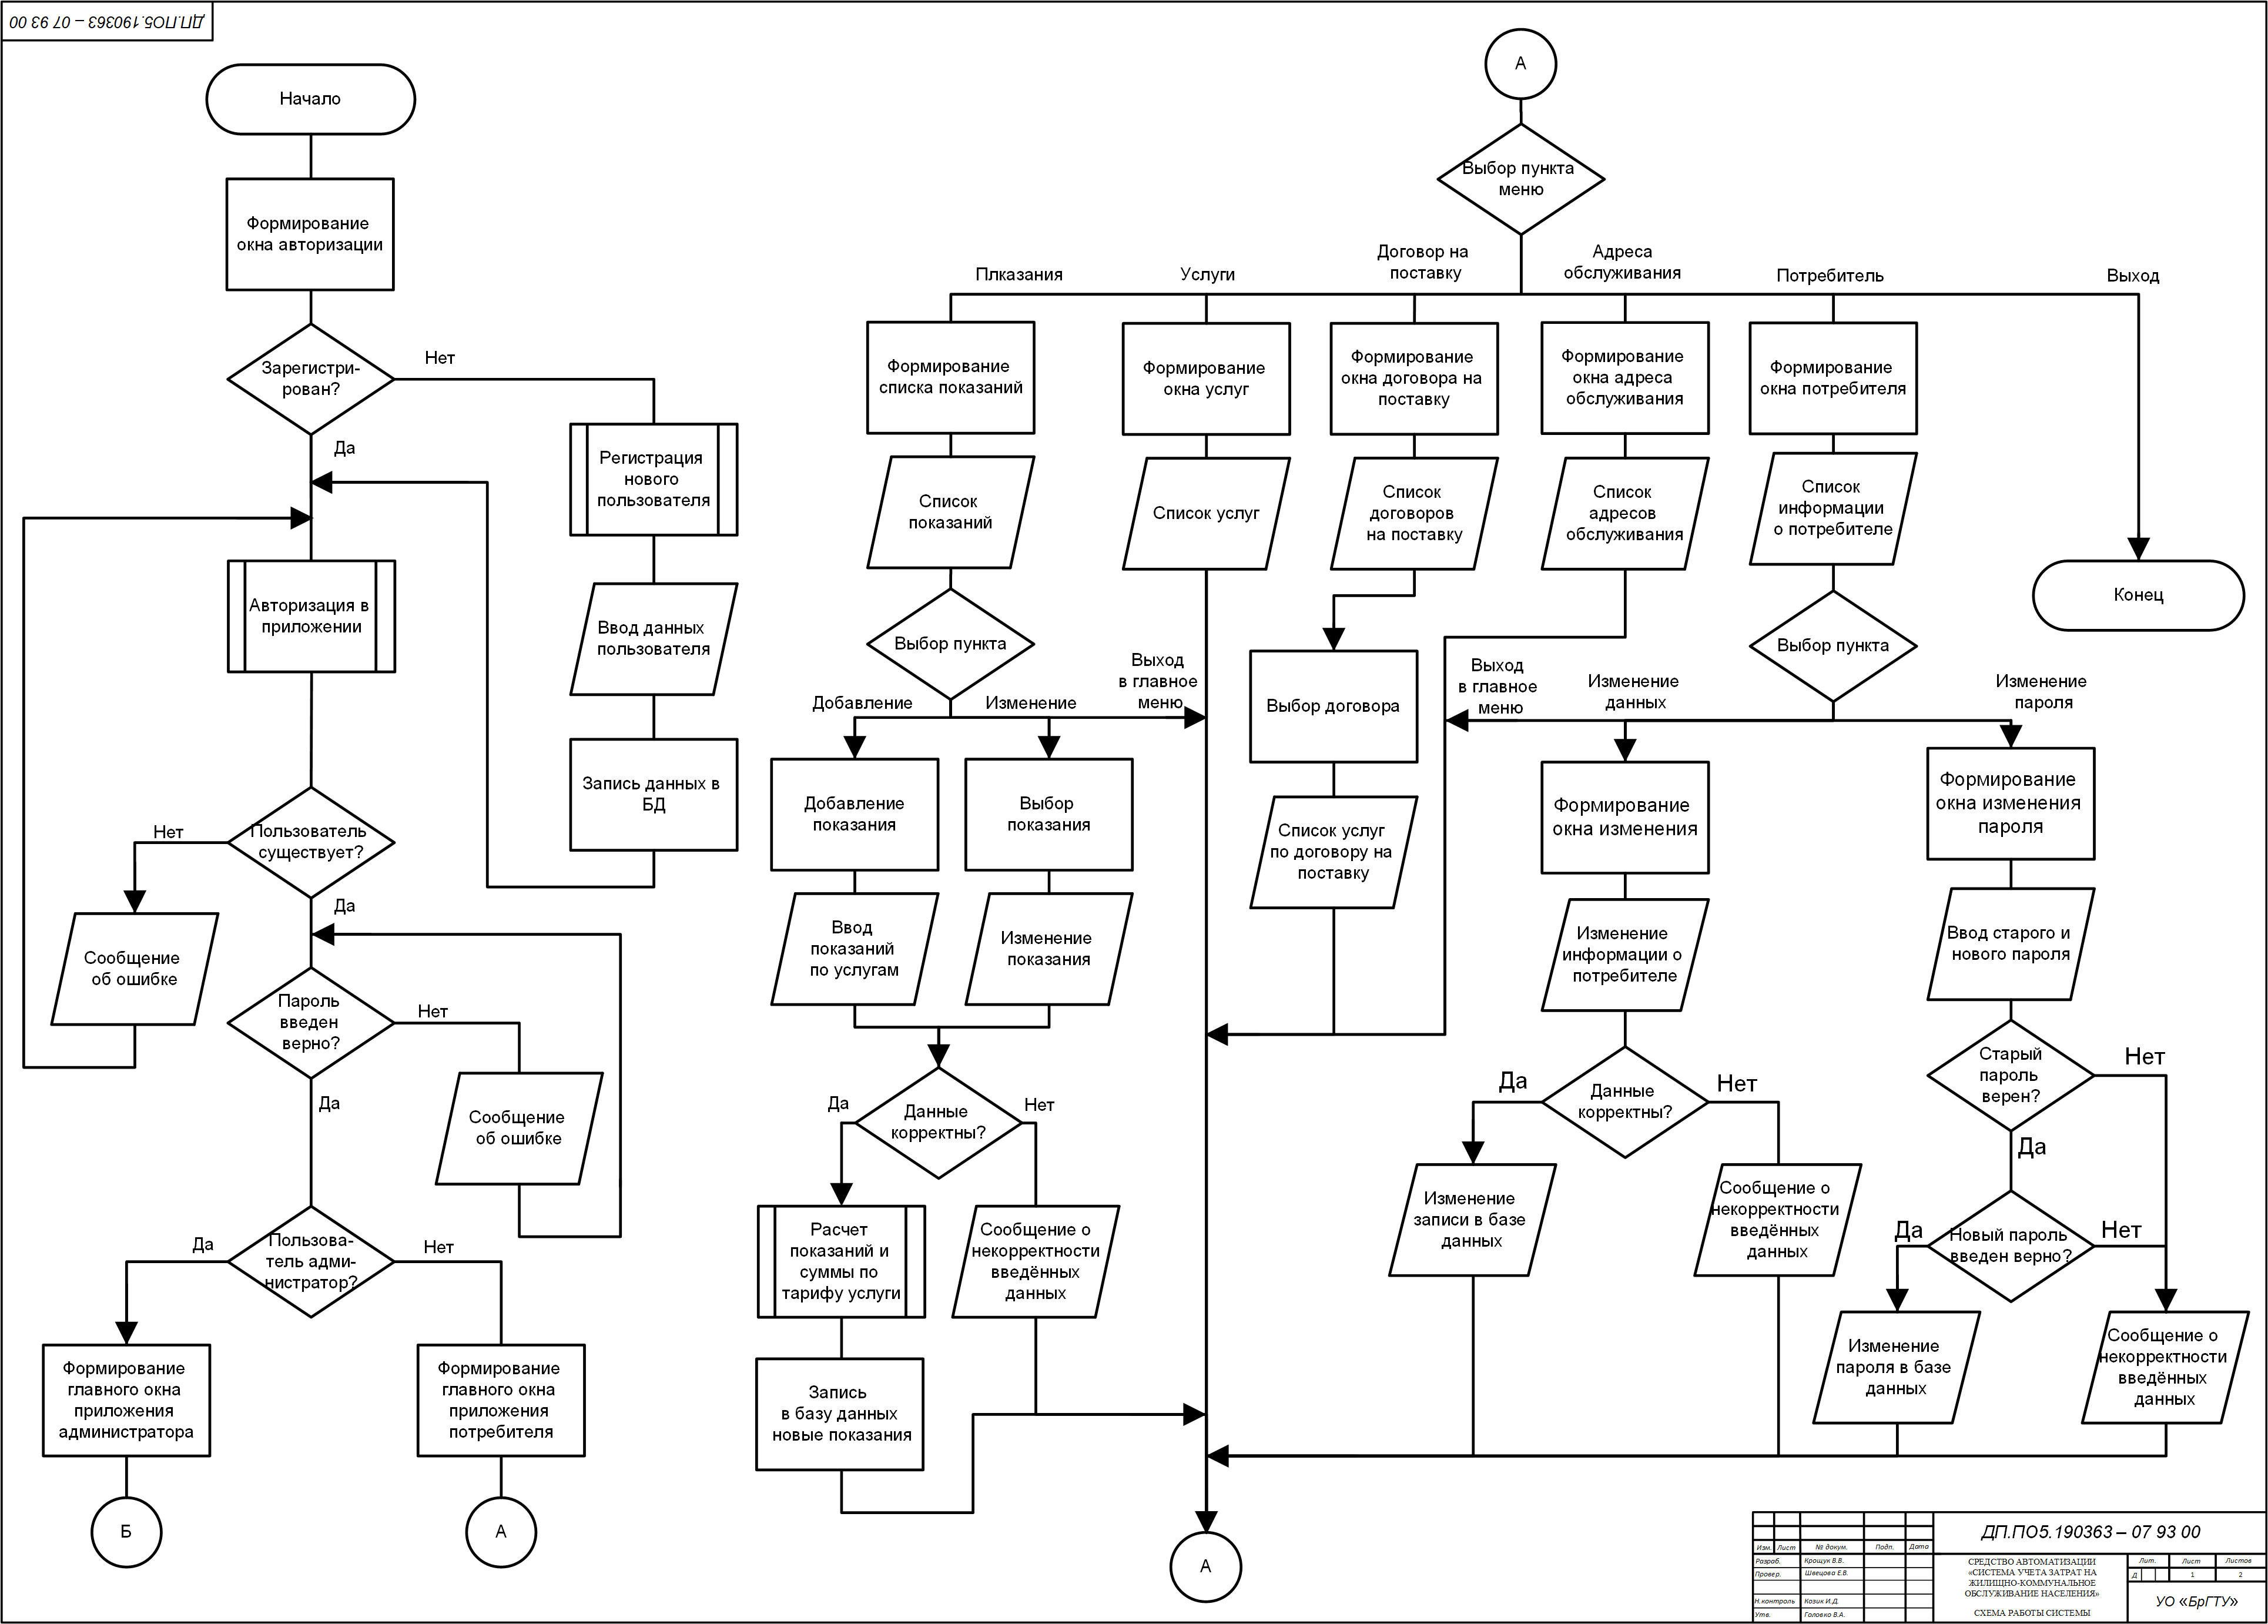 ДП.ПО5.190363 – 07 93 00
Начало
Формирование
окна авторизации
Зарегистри-
рован?
Нет
Да
Регистрация
нового
пользователя
Авторизация в
приложении
Ввод данных
пользователя
Запись данных в
БД
Пользователь
существует?
Нет
Да
Сообщение
об ошибке
Пароль
введен
верно?
Нет
Да
Сообщение
об ошибке
Пользова-
тель адми-
нистратор?
Да
Нет
Формирование
главного окна
приложения
администратора
Формирование
главного окна
приложения
потребителя
Б
А
А
Выбор пункта
меню
Плказания
Услуги
Договор на
поставку
Адреса
обслуживания
Потребитель
Выход
Формирование
списка показаний
Формирование
окна услуг
Формирование
окна договора на
поставку
Формирование
окна адреса
обслуживания
Формирование
окна потребителя
Список
показаний
Список услуг
Список
договоров
на поставку
Список
адресов
обслуживания
Список
информации
о потребителе
Конец
Выбор пункта
Добавление
Изменение
Выход
в главное
меню
Выбор договора
Выход
в главное
меню
Выбор пункта
Изменение
данных
Изменение
пароля
Добавление
показания
Выбор
показания
Список услуг
по договору на
поставку
Формирование
окна изменения
Формирование
окна изменения
пароля
Ввод
показаний
по услугам
Изменение
показания
Изменение
информации о
потребителе
Ввод старого и
нового пароля
Данные
корректны?
Да
Нет
Данные
корректны?
Да
Нет
Старый
пароль
верен?
Нет
Да
Расчет
показаний и
суммы по
тарифу услуги
Сообщение о
некорректности
введённых
данных
Изменение
записи в базе
данных
Сообщение о
некорректности
введённых
данных
Новый пароль
введен верно?
Да
Нет
Запись
в базу данных
новые показания
Изменение
пароля в базе
данных
Сообщение о
некорректности
введённых
данных
А
ДП.ПО5.190363 – 07 93 00
Изм. Лист № докум. Подп. Дата
Разраб. Крощук В.В.
Провер. Швецова Е.В.
Н.контроль Козик И.Д.
Утв. Головко В.А.
СРЕДСТВО АВТОМАТИЗАЦИИ
«СИСТЕМА УЧЕТА ЗАТРАТ НА
ЖИЛИЩНО-КОММУНАЛЬНОЕ
ОБСЛУЖИВАНИЕ НАСЕЛЕНИЯ»
СХЕМА РАБОТЫ СИСТЕМЫ
Лит. Лист Листов
Д 1 2
УО «БрГТУ»